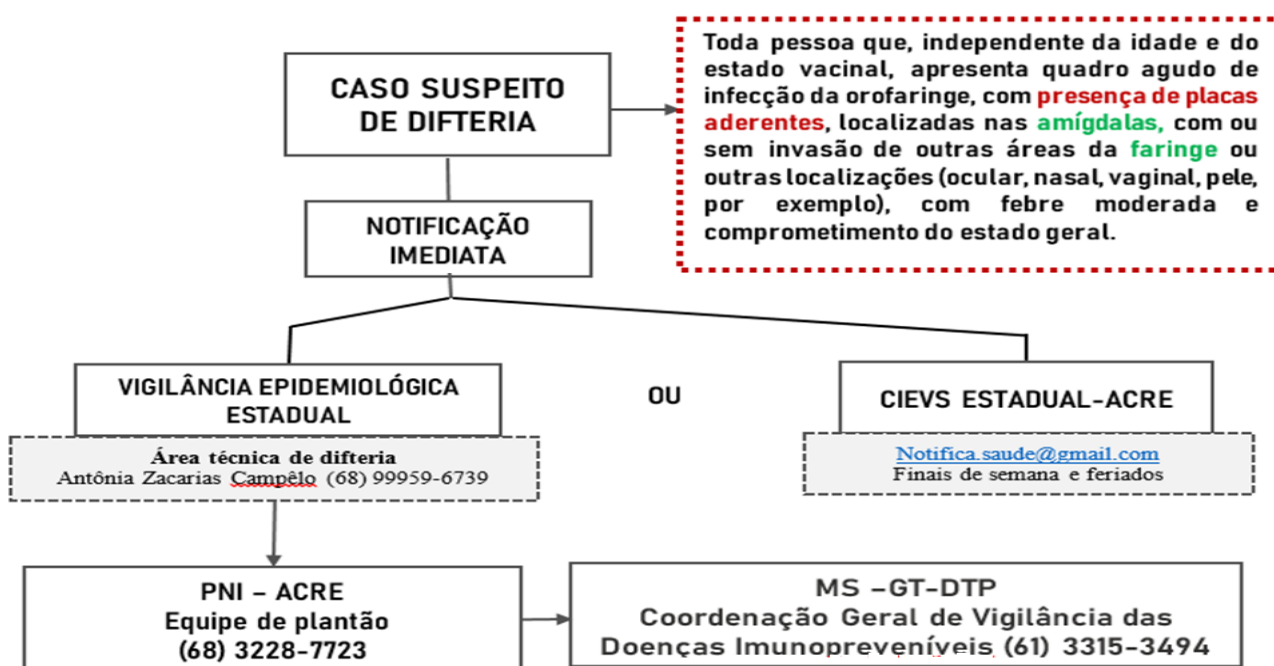 CASO SUSPEITO
DE DIFTERIA
Toda pessoa que, independente da idade e do
estado vacinal, apresenta quadro agudo de
infecção da orofaringe, com presença de placas
aderentes, localizadas nas amígdalas, com ou
sem invasão de outras áreas da faringe ou
outras localizações (ocular, nasal, vaginal, pele,
por exemplo), com febre moderada e
comprometimento do estado geral.
NOTIFICAÇÃO
IMEDIATA
VIGILÂNCIA EPIDEMIOLÓGICA
ESTADUAL
Área técnica de difteria
Antônia Zacarias Campêlo (68) 99959-6739
OU
CIEVS ESTADUAL-ACRE
Notifica.saude@gmail.com
Finais de semana e feriados
PNI – ACRE
Equipe de plantão
(68) 3228-7723
MS –GT-DTP
Coordenação Geral de Vigilância das
Doenças Imunopreveníveis (61) 3315-3494